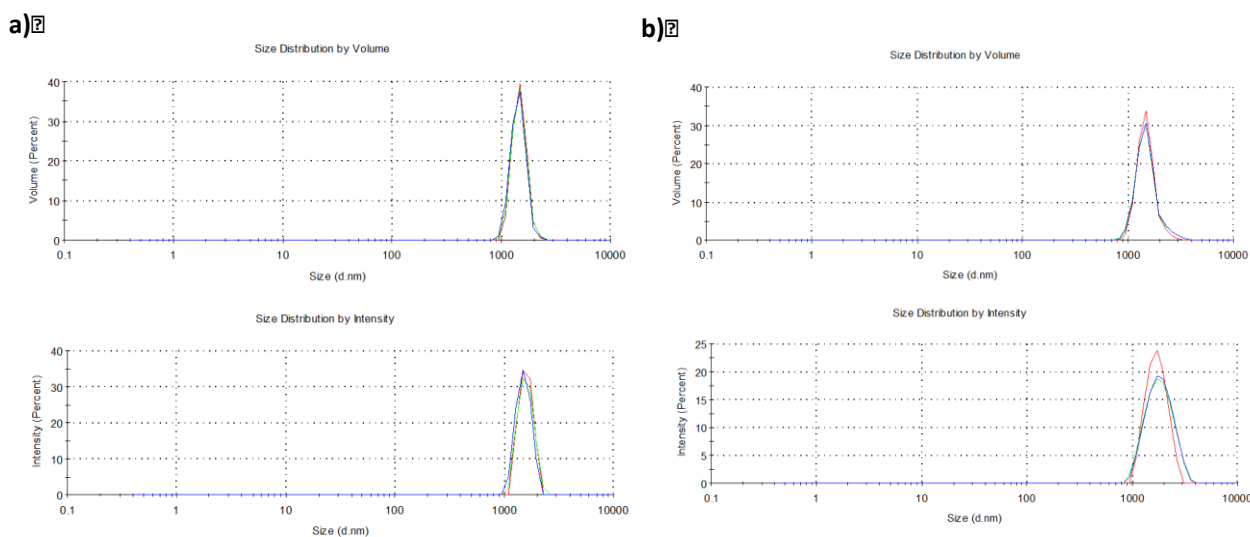 a)⍰
Size Distribution by Volume
Volume (Percent)
40
30
20
10
0
0.1 1 10 100 1000 10000
Size (d.nm)
Size Distribution by Intensity
Intensity (Percent)
40
30
20
10
0
0.1 1 10 100 1000 10000
Size (d.nm)
b)⍰
Size Distribution by Volume
Volume (Percent)
40
30
20
10
0
0.1 1 10 100 1000 10000
Size (d.nm)
Size Distribution by Intensity
Intensity (Percent)
25
20
15
10
5
0
0.1 1 10 100 1000 10000
Size (d.nm)